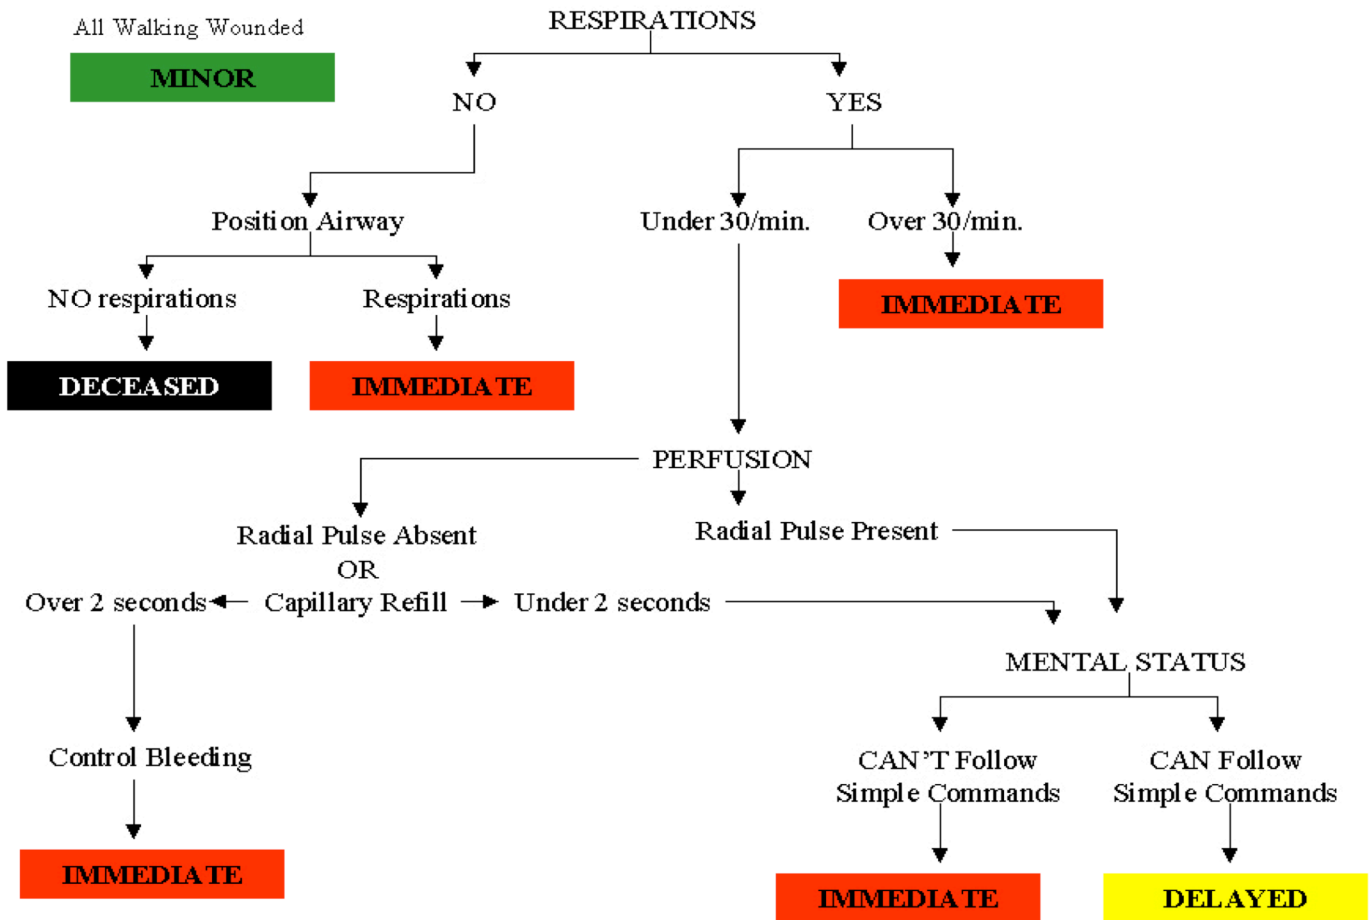 All Walking Wounded
MINOR
RESPIRATIONS
NO
YES
Position Airway
Under 30/min.
Over 30/min.
NO respirations
Respirations
IMMEDIATE
DECEASED
IMMEDIATE
PERFUSION
Radial Pulse Absent
OR
Radial Pulse Present
Over 2 seconds
Capillary Refill
Under 2 seconds
MENTAL STATUS
Control Bleeding
CAN'T Follow
Simple Commands
CAN Follow
Simple Commands
IMMEDIATE
IMMEDIATE
DELAYED